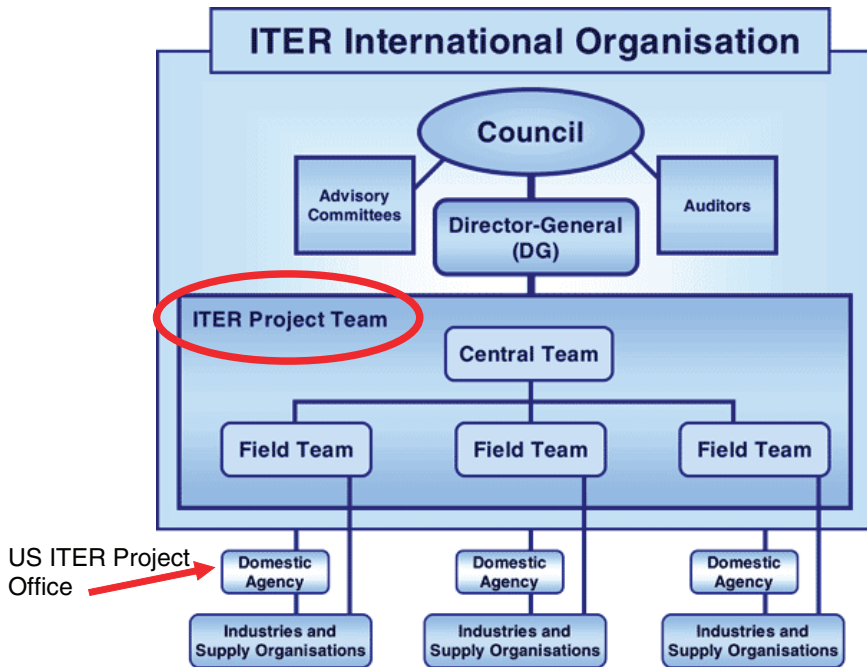 ITER International Organisation
Council
Advisory
Committees
Auditors
Director-General
(DG)
ITER Project Team
Central Team
Field Team
Field Team
Field Team
US ITER Project
Office
Domestic
Agency
Domestic
Agency
Domestic
Agency
Industries and
Supply Organisations
Industries and
Supply Organisations
Industries and
Supply Organisations